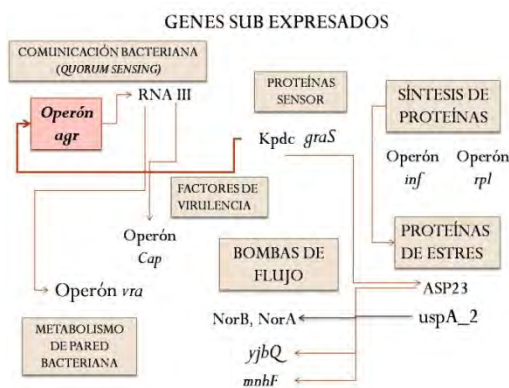 GENES SUB EXPRESADOS
COMUNICACIÓN BACTERIANA
(QUORUM SENSING)
Operón
agr
RNA III
PROTEÍNAS
SENSOR
Kpdc graS
SÍNTESIS DE
PROTEÍNAS
Operón
inf
Operón
rpl
FACTORES DE
VIRULENCIA
Operón
Cap
Operón vra
METABOLISMO
DE PARED
BACTERIANA
BOMBAS DE
FLUJO
NorB, NorA
yjbQ
mnhF
PROTEÍNAS
DE ESTRES
ASP23
uspA_2